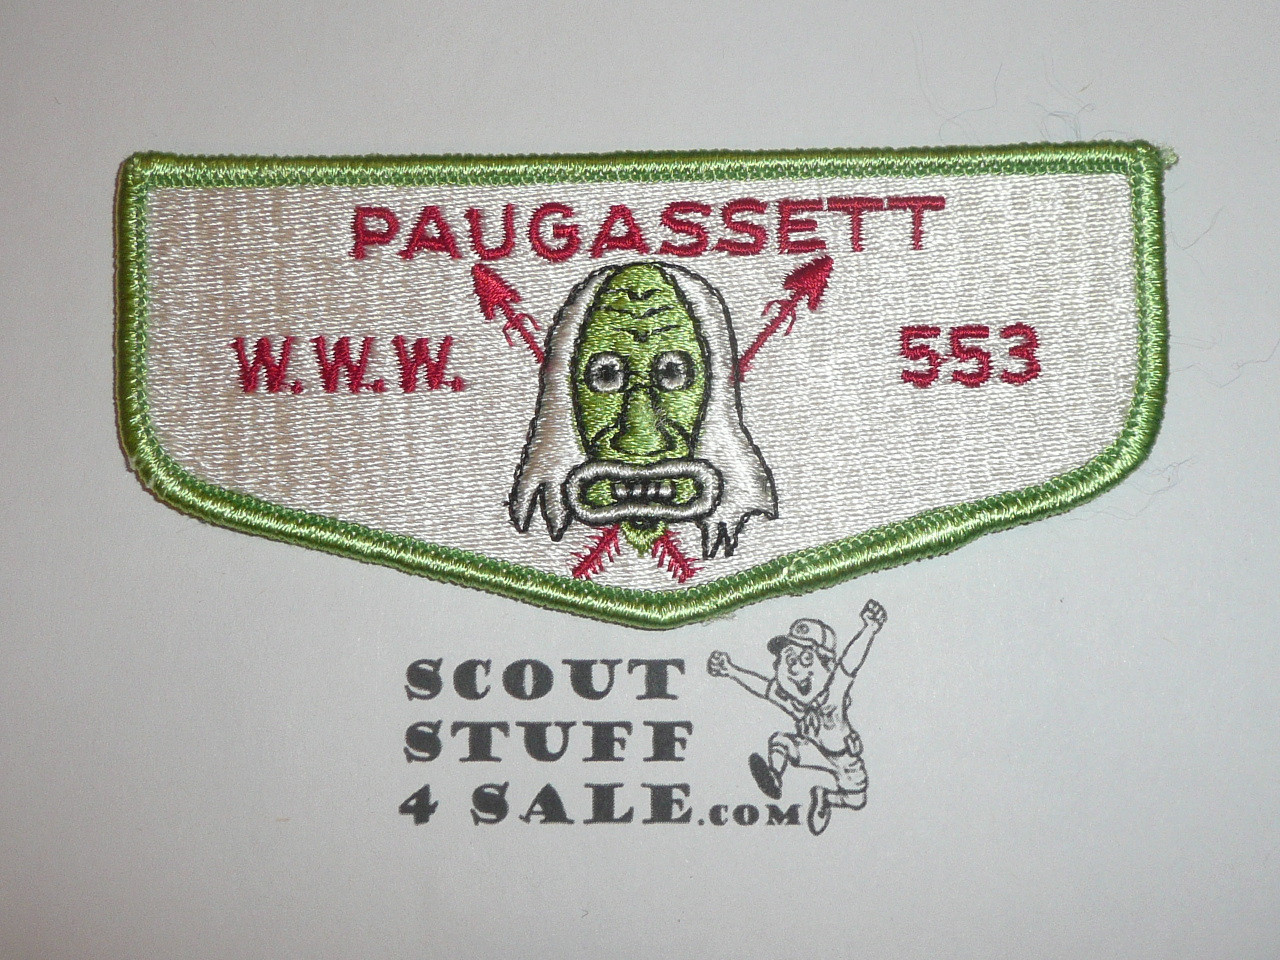 PAUGASSETT
W.W.W. 553
SCOUT
STUFF
4 SALE.COM